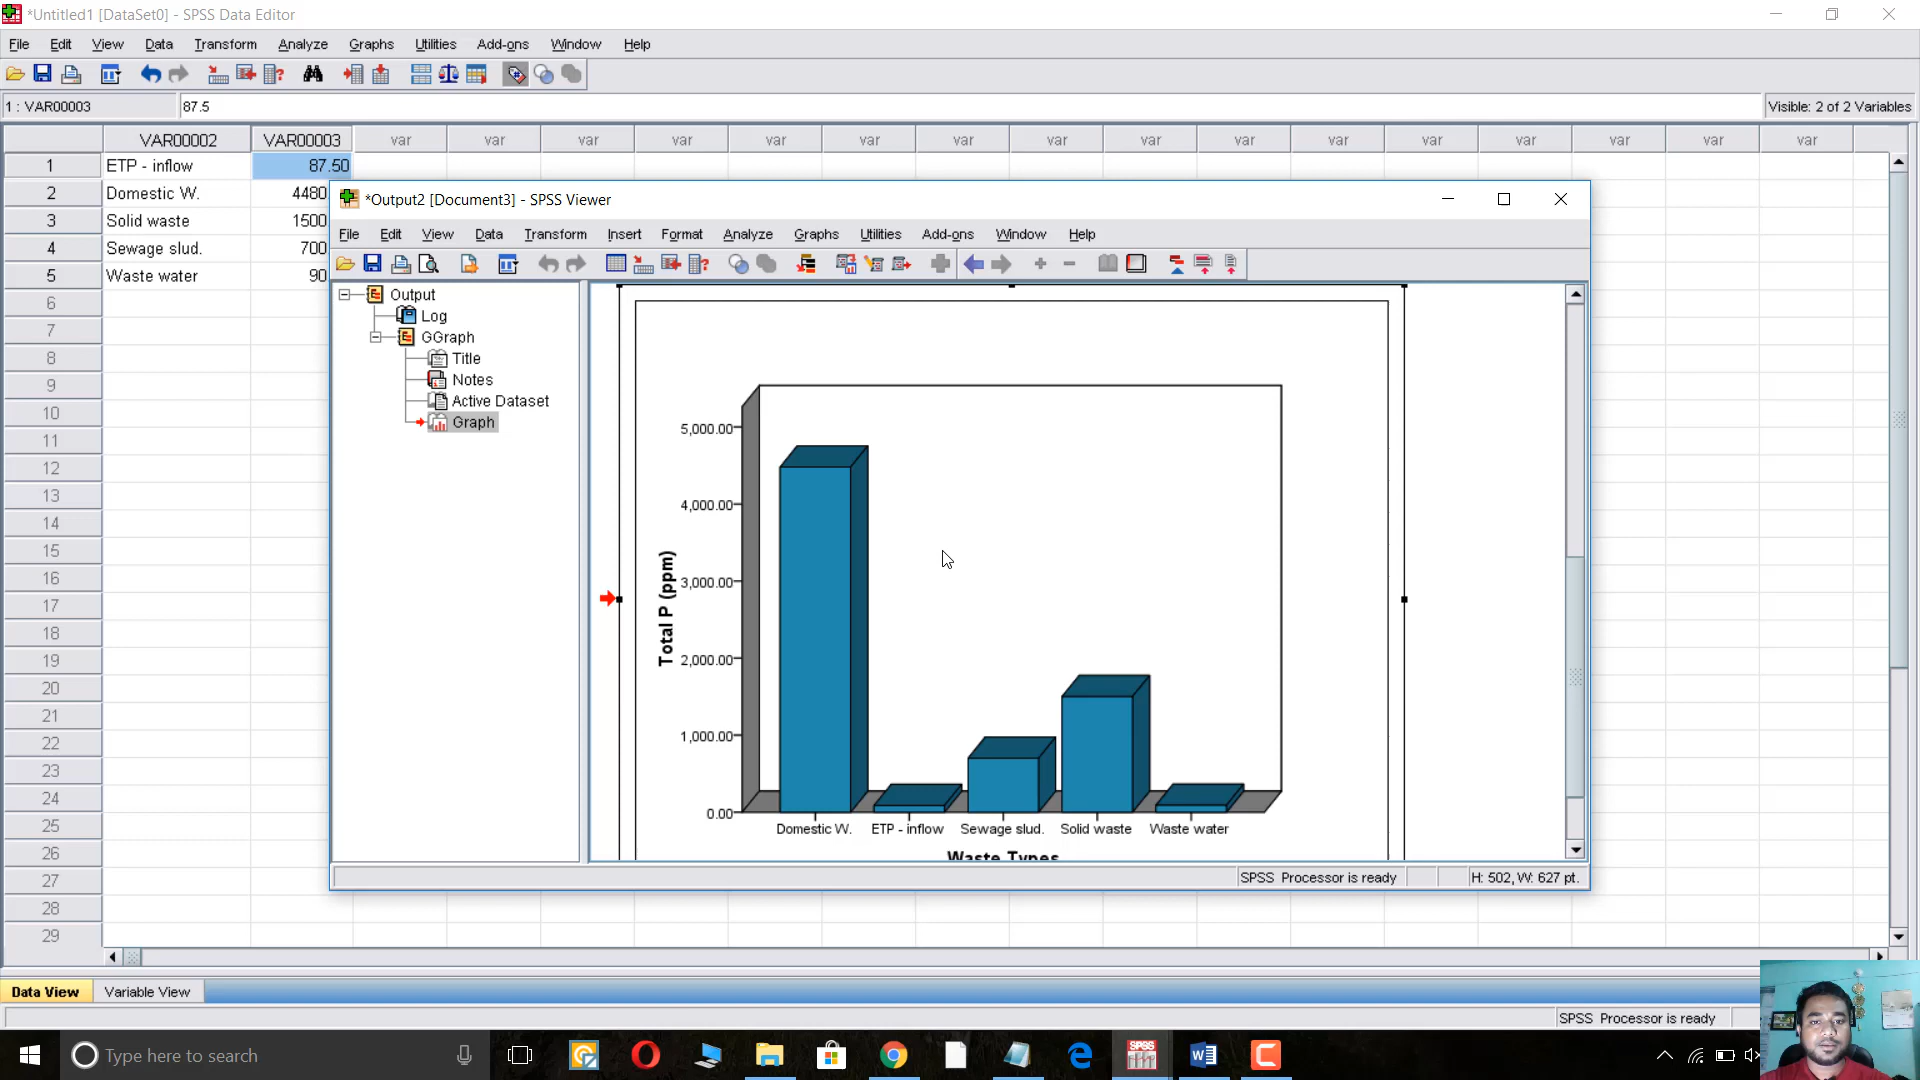 *Untitled1 [DataSet0] - SPSS Data Editor
File Edit View Data Transform Analyze Graphs Utilities Add-ons Window Help
1 : VAR00003 87.5 Visible: 2 of 2 Variables
VAR00002 VAR00003 var var var var var var var var var var var var var var var var
1 ETP - inflow 87.50
2 Domestic W. 4480
3 Solid waste 1500
4 Sewage slud. 700
5 Waste water 90
6
7
8
9
10
11
12
13
14
15
16
17
18
19
20
21
22
23
24
25
26
27
28
29
*Output2 [Document3] - SPSS Viewer
File Edit View Data Transform Insert Format Analyze Graphs Utilities Add-ons Window Help
Output
Log
GGraph
Title
Notes
Active Dataset
Graph
Total P (ppm)
5,000.00
4,000.00
3,000.00
2,000.00
1,000.00
0.00
Domestic W. ETP - inflow Sewage slud. Solid waste Waste water
Waste Types
SPSS Processor is ready H: 502, W: 627 pt.
Data View Variable View
SPSS Processor is ready
Type here to search
SPSS